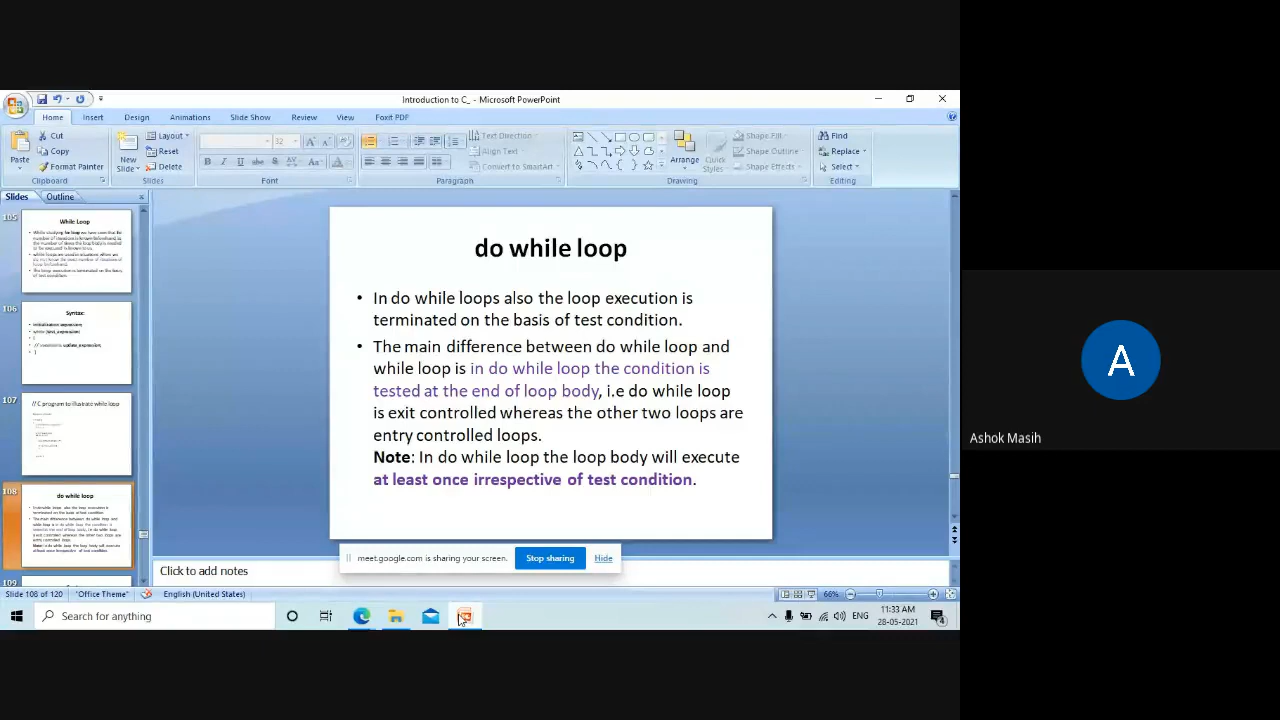 Introduction to C_ - Microsoft PowerPoint
Home Insert Design Animations Slide Show Review View Foxit PDF
Paste
Cut
Copy
Format Painter
Clipboard
New Slide
Layout
Reset
Delete
Slides
32
Font
Text Direction
Align Text
Convert to SmartArt
Paragraph
Arrange
Quick Styles
Shape Fill
Shape Outline
Shape Effects
Drawing
Find
Replace
Select
Editing
Slides Outline
105
While Loop
106
Syntax:
107
// C program to illustrate while loop
108
do while loop
109
do while loop
• In do while loops also the loop execution is
terminated on the basis of test condition.
• The main difference between do while loop and
while loop is in do while loop the condition is
tested at the end of loop body, i.e do while loop
is exit controlled whereas the other two loops are
entry controlled loops.
Note: In do while loop the loop body will execute
at least once irrespective of test condition.
meet.google.com is sharing your screen. Stop sharing Hide
Click to add notes
Slide 108 of 120 "Office Theme" English (United States) 66%
Search for anything
ENG
11:33 AM
28-05-2021
A
Ashok Masih